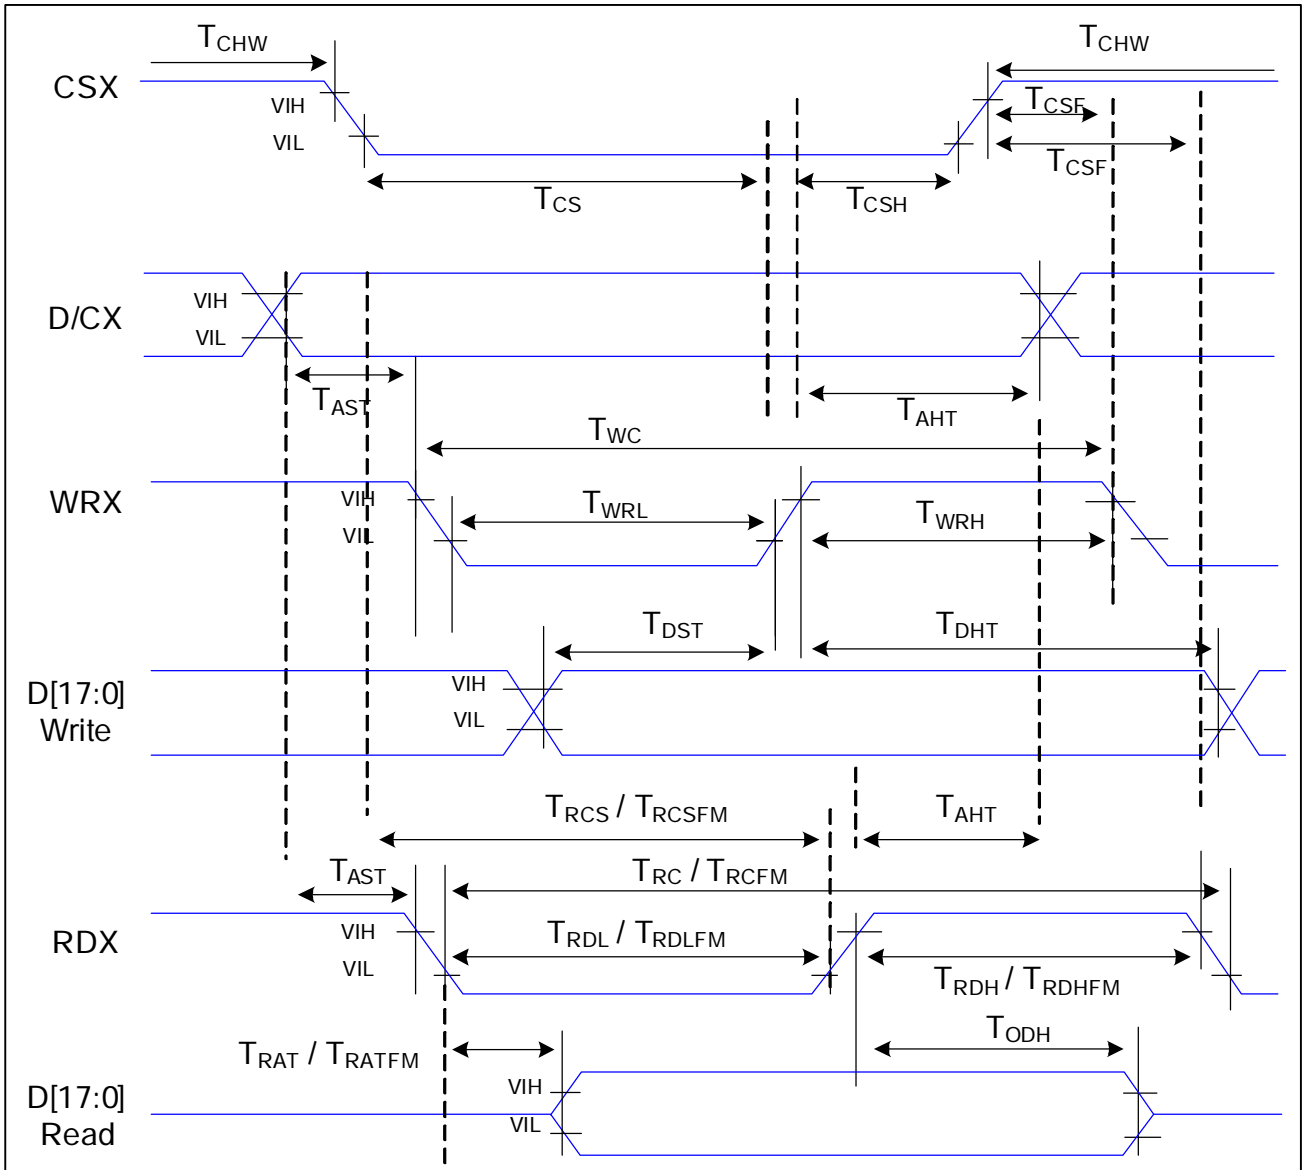 TCHW
TCHW
CSX
VIH
VIL
TCSF
TCSF
TCS
TCSH
D/CX
VIH
VIL
TAST
TAHT
TWC
WRX
VIH
VIL
TWRL
TWRH
TDST
TDHT
D[17:0]
Write
VIH
VIL
TRCS / TRCSFM
TAHT
TAST
TRC / TRCFM
RDX
VIH
VIL
TRDL / TRDLFM
TRDH / TRDHFM
TRAT / TRATFM
TODH
D[17:0]
Read
VIH
VIL